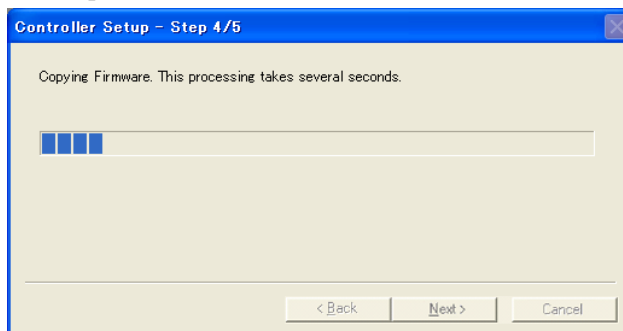 Controller Setup - Step 4/5
Copying Firmware. This processing takes several seconds.
< Back
Next >
Cancel